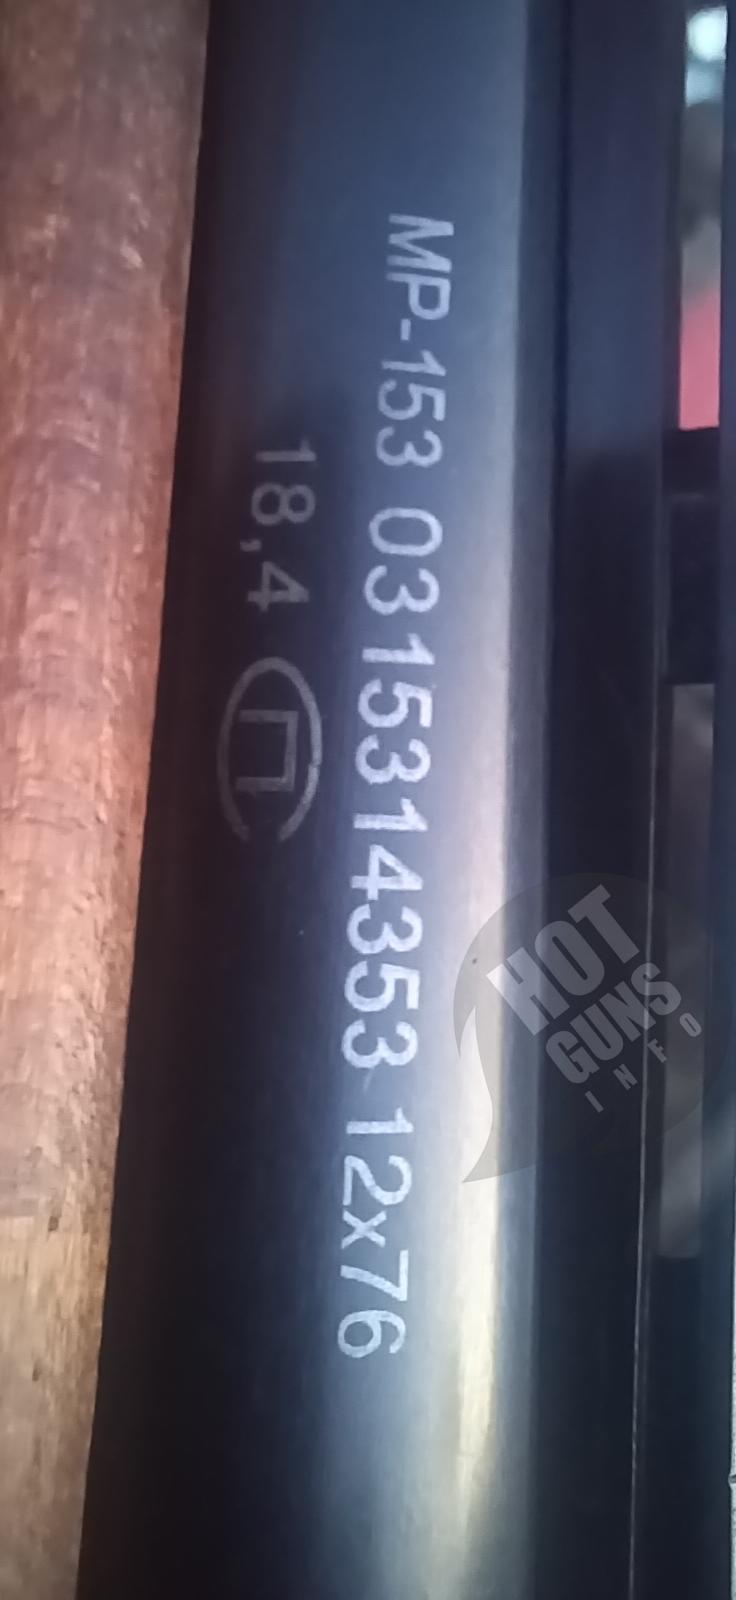 MP-153 0315314353 12x76
18,4 П
HOT
GUNS
INFO